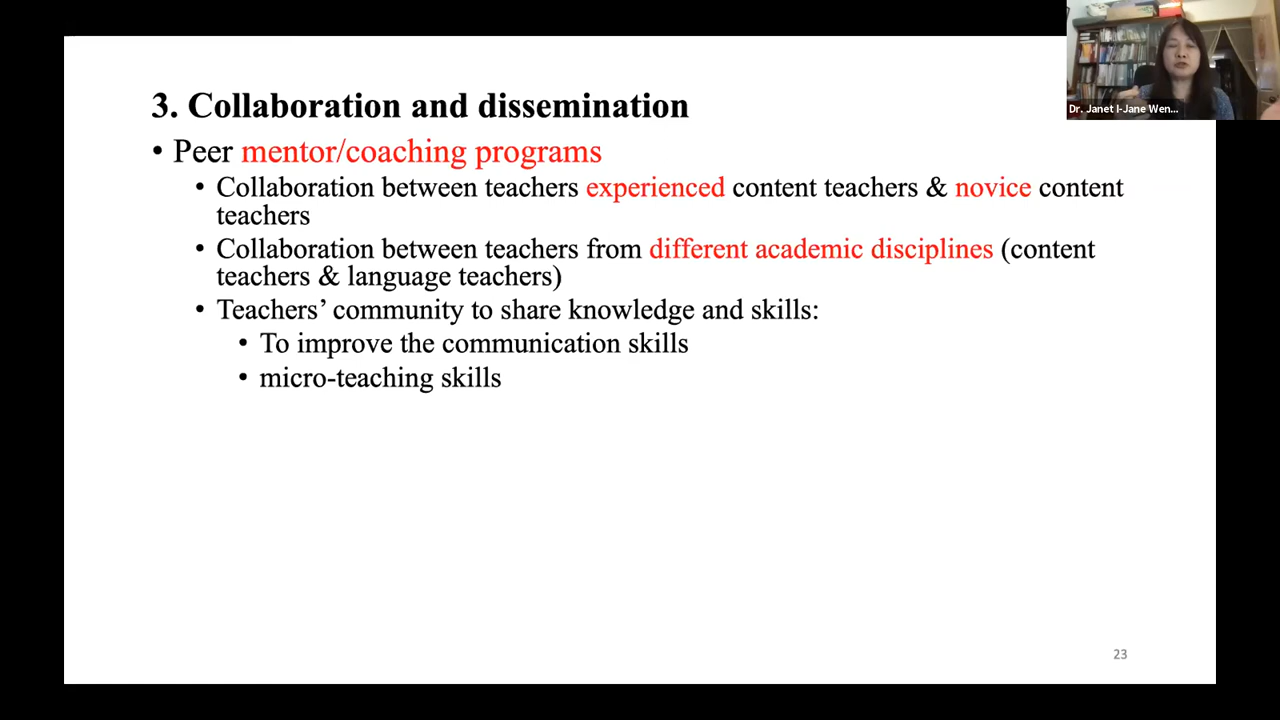 Dr. Janet I-Jane Wen...
3. Collaboration and dissemination
• Peer mentor/coaching programs
• Collaboration between teachers experienced content teachers & novice content
teachers
• Collaboration between teachers from different academic disciplines (content
teachers & language teachers)
• Teachers’ community to share knowledge and skills:
• To improve the communication skills
• micro-teaching skills
23